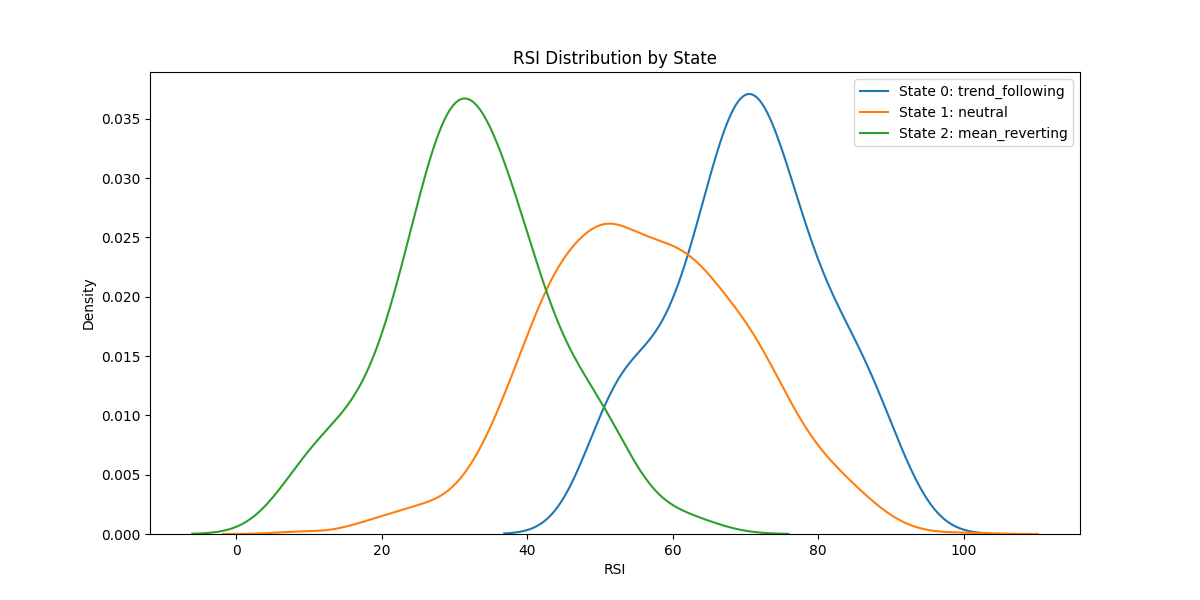 RSI Distribution by State
State 0: trend_following
State 1: neutral
State 2: mean_reverting
Density
0.035
0.030
0.025
0.020
0.015
0.010
0.005
0.000
0 20 40 60 80 100
RSI